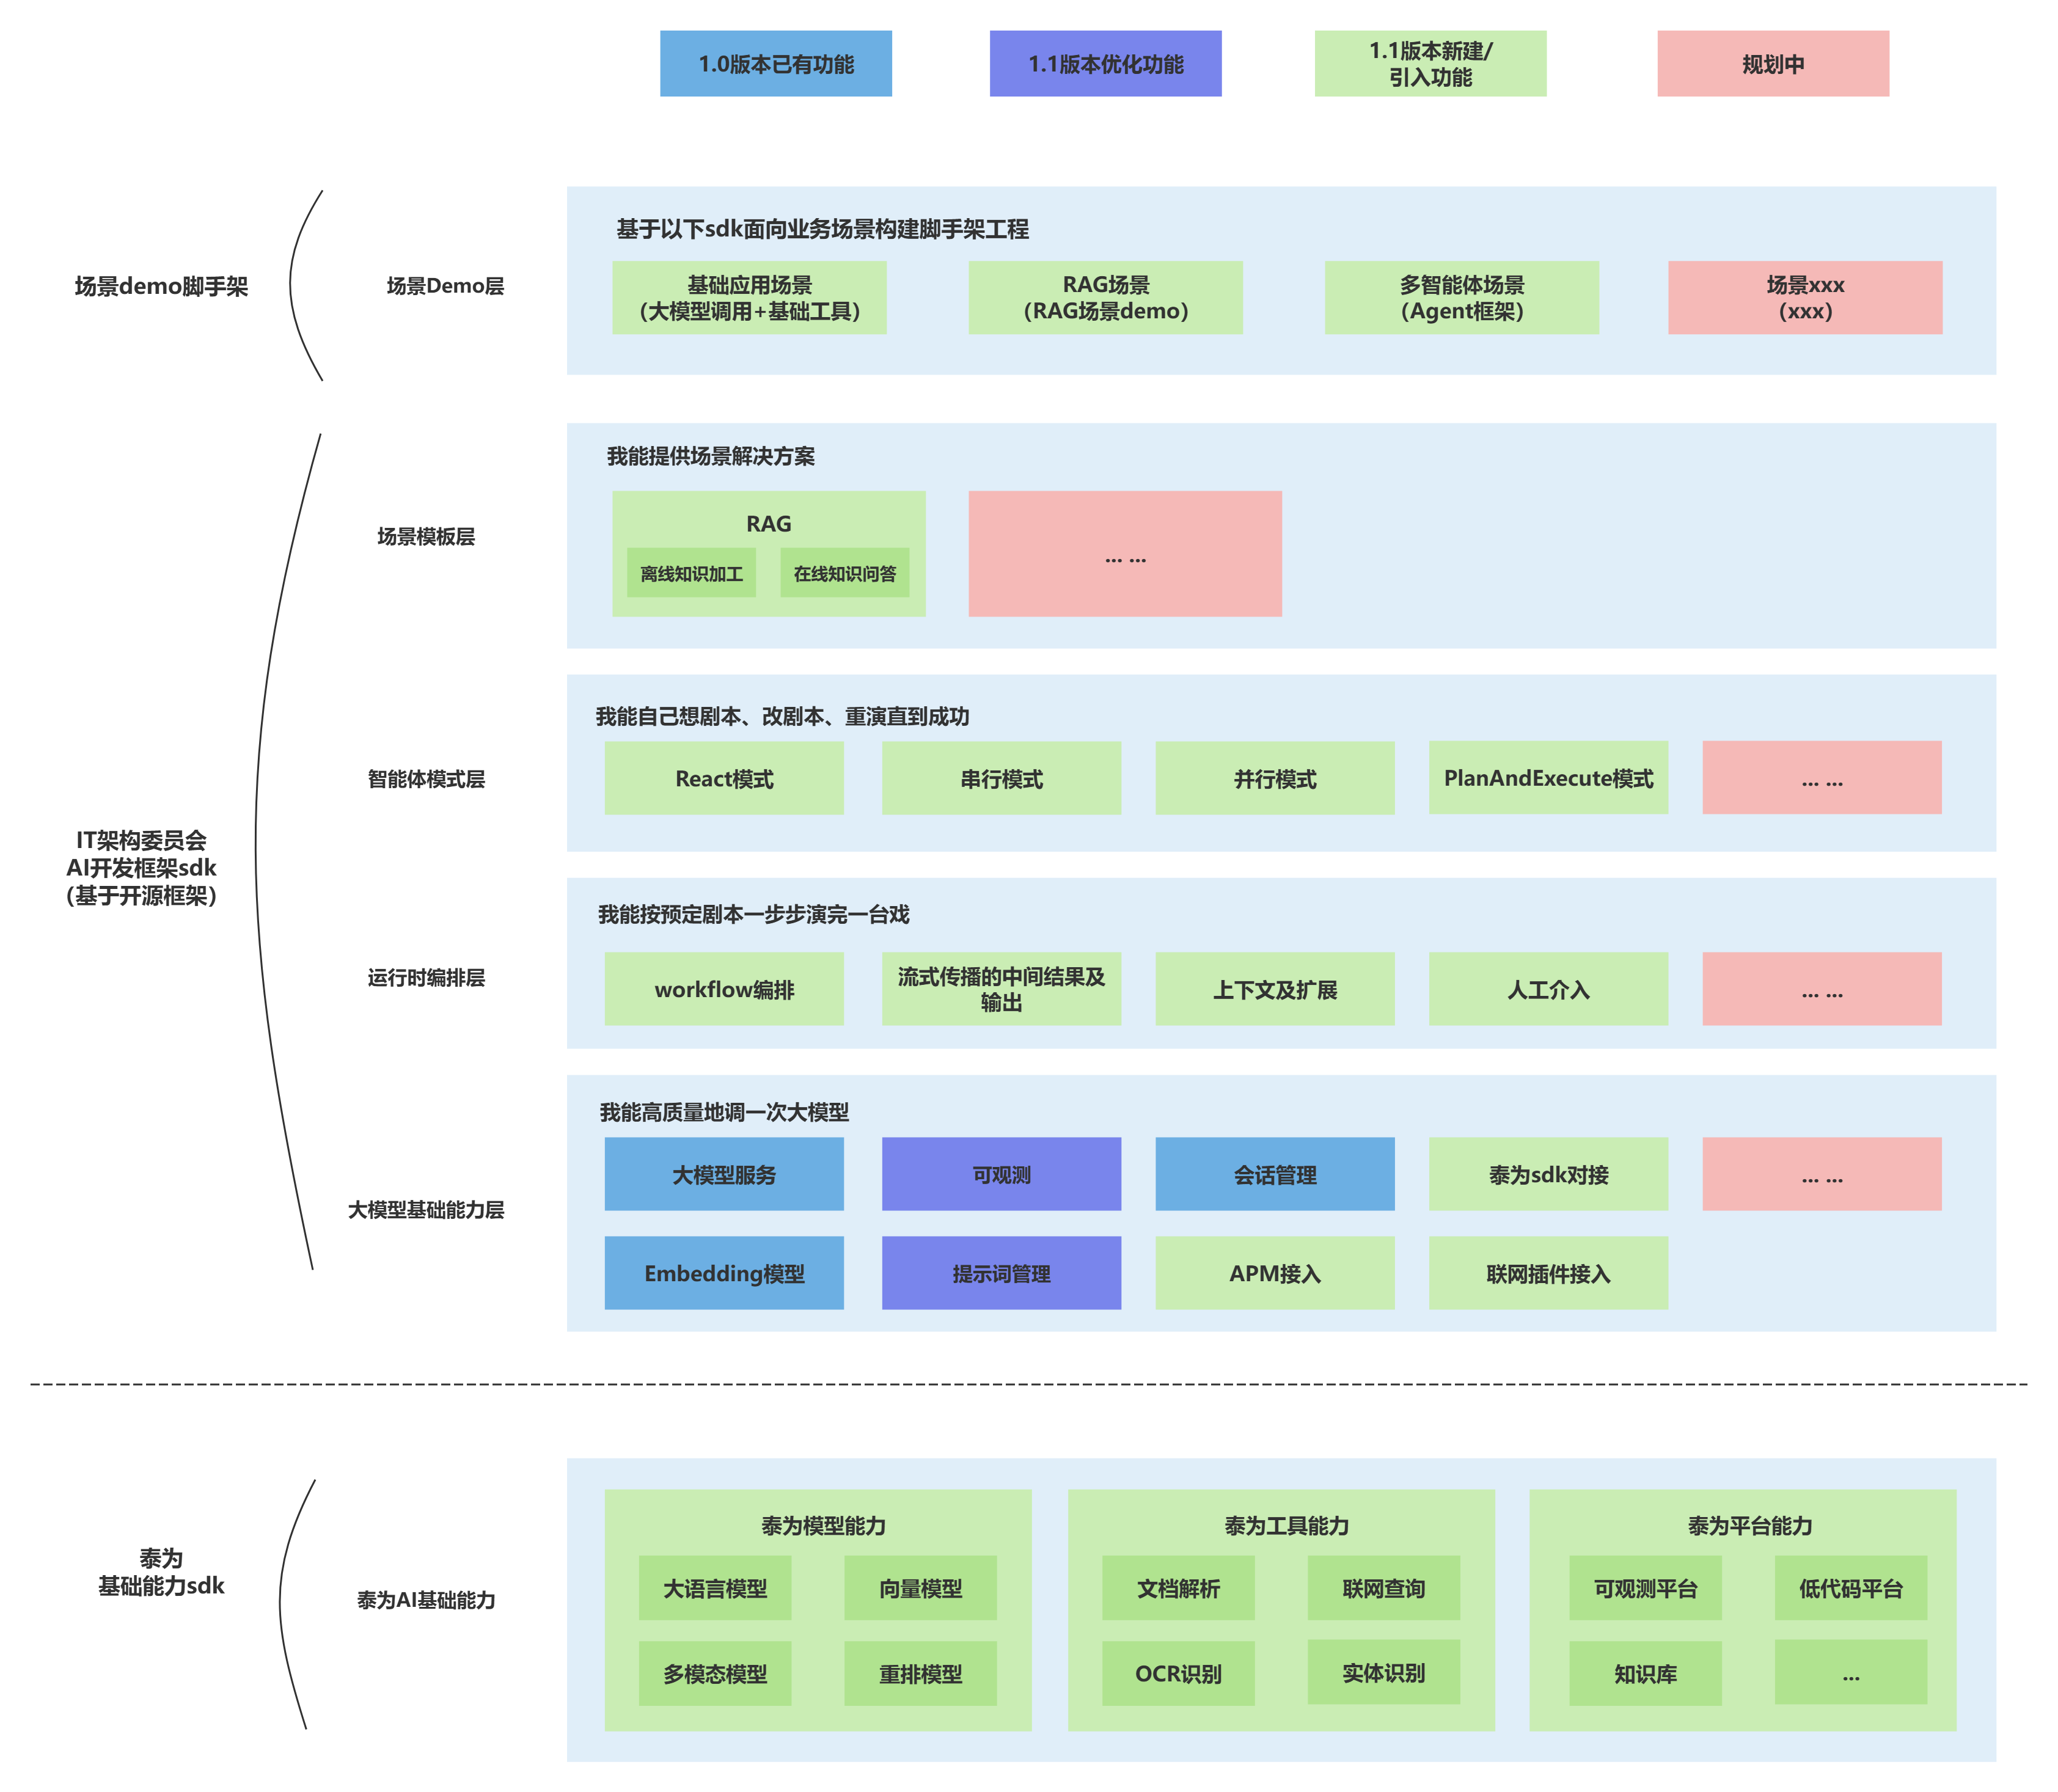 1.0版本已有功能
1.1版本优化功能
1.1版本新建/
引入功能
规划中
场景demo脚手架
场景Demo层
基于以下sdk面向业务场景构建脚手架工程
基础应用场景
（大模型调用+基础工具）
RAG场景
（RAG场景demo）
多智能体场景
（Agent框架）
场景xxx
（xxx）
IT架构委员会
AI开发框架sdk
（基于开源框架）
场景模板层
我能提供场景解决方案
RAG
离线知识加工
在线知识问答
... ...
智能体模式层
我能自己想剧本、改剧本、重演直到成功
React模式
串行模式
并行模式
PlanAndExecute模式
... ...
运行时编排层
我能按预定剧本一步步演完一台戏
workflow编排
流式传播的中间结果及
输出
上下文及扩展
人工介入
... ...
大模型基础能力层
我能高质量地调一次大模型
大模型服务
可观测
会话管理
泰为sdk对接
... ...
Embedding模型
提示词管理
APM接入
联网插件接入
泰为
基础能力sdk
泰为AI基础能力
泰为模型能力
大语言模型
向量模型
多模态模型
重排模型
泰为工具能力
文档解析
联网查询
OCR识别
实体识别
泰为平台能力
可观测平台
低代码平台
知识库
...